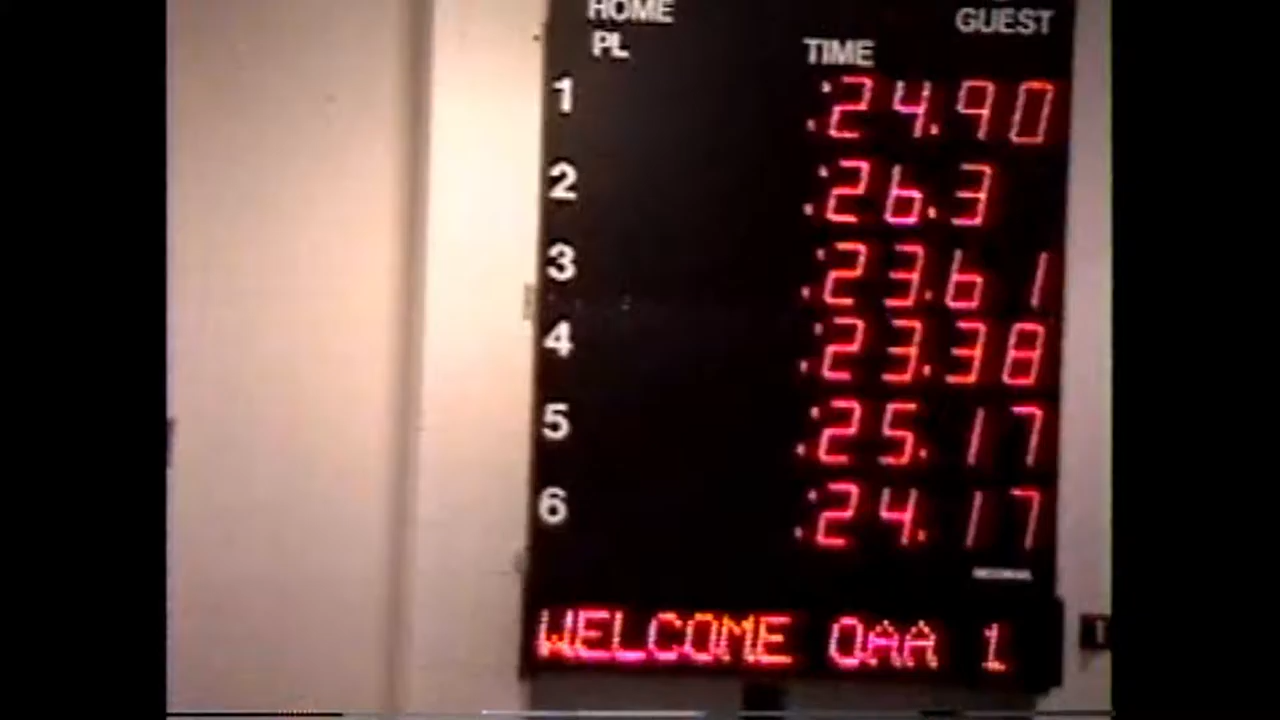 HOME GUEST
PL TIME
1 :24.90
2 :26.3
3 :23.61
4 :23.38
5 :25.17
6 :24.17
WELCOME OAA 1